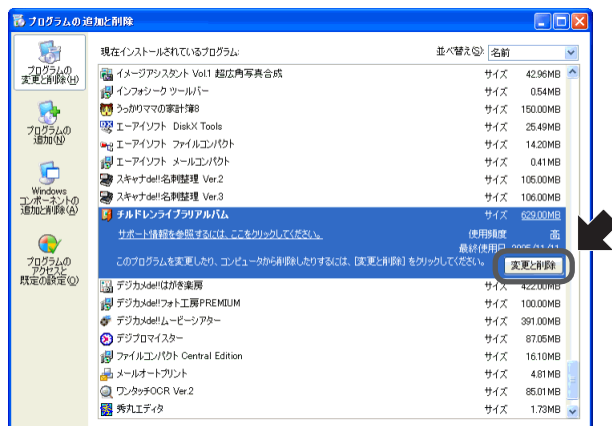 プログラムの追加と削除
現在インストールされているプログラム:
並べ替え(S): 名前
プログラムの
変更と削除(H)
プログラムの
追加(N)
Windows
コンポーネントの
追加と削除(A)
プログラムの
アクセスと
既定の設定(O)
イメージアシスタント Vol.1 超広角写真合成 サイズ 42.96MB
インフォシーク ツールバー サイズ 0.54MB
うっかりママの家計簿8 サイズ 150.00MB
エーアイソフト DiskX Tools サイズ 25.49MB
エーアイソフト ファイルコンパクト サイズ 14.20MB
エーアイソフト メールコンパクト サイズ 0.41MB
スキャナde!!名刺整理 Ver.2 サイズ 105.00MB
スキャナde!!名刺整理 Ver.3 サイズ 106.00MB
チルドレンライブラリアルバム サイズ 629.00MB
サポート情報を参照するには、ここをクリックしてください。 使用頻度 高
最終使用日 2005/11/11
このプログラムを変更したり、コンピュータから削除したりするには、[変更と削除] をクリックしてください。 変更と削除
デジカメde!!はがき楽房 サイズ 422.00MB
デジカメde!!フォト工房PREMIUM サイズ 100.00MB
デジカメde!!ムービーシアター サイズ 391.00MB
デジプロマイスター サイズ 87.05MB
ファイルコンパクト Central Edition サイズ 16.10MB
メールオートプリント サイズ 4.81MB
ワンタッチOCR Ver.2 サイズ 85.01MB
秀丸エディタ サイズ 1.73MB